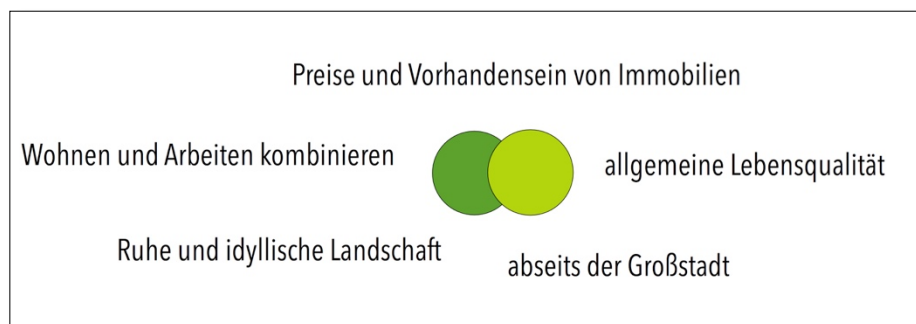 Preise und Vorhandensein von Immobilien
Wohnen und Arbeiten kombinieren
allgemeine Lebensqualität
Ruhe und idyllische Landschaft
abseits der Großstadt